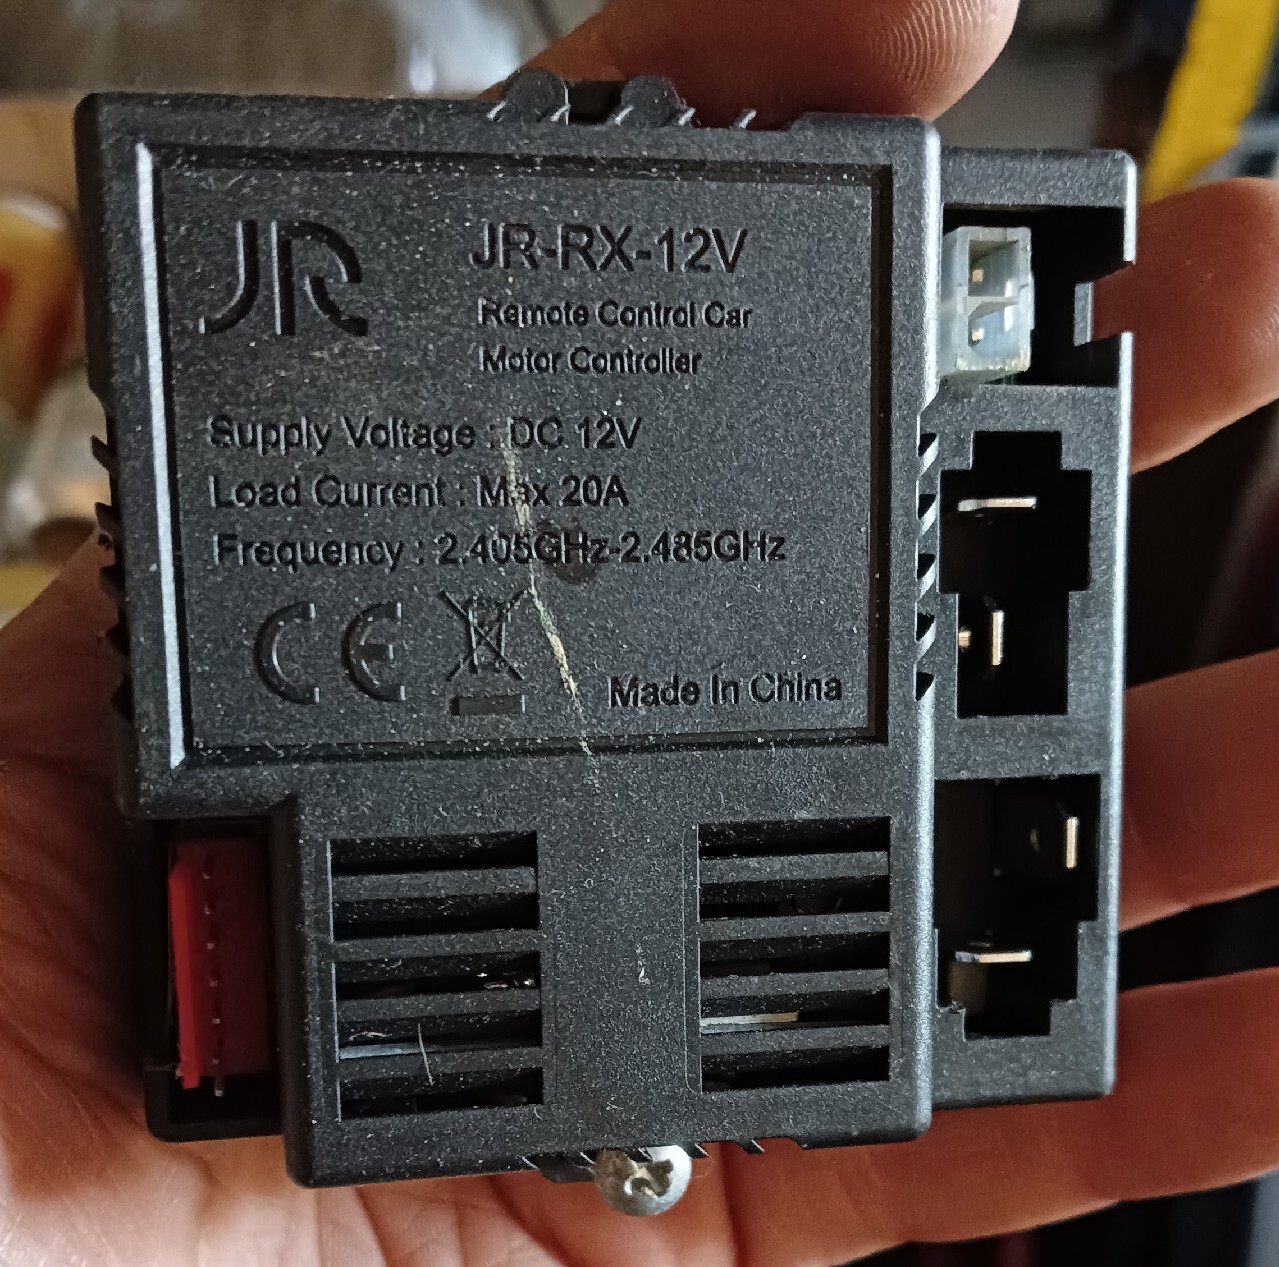 JR
JR-RX-12V
Remote Control Car
Motor Controller
Supply Voltage : DC 12V
Load Current : Max 20A
Frequency : 2.405GHz-2.485GHz
CE
Made In China